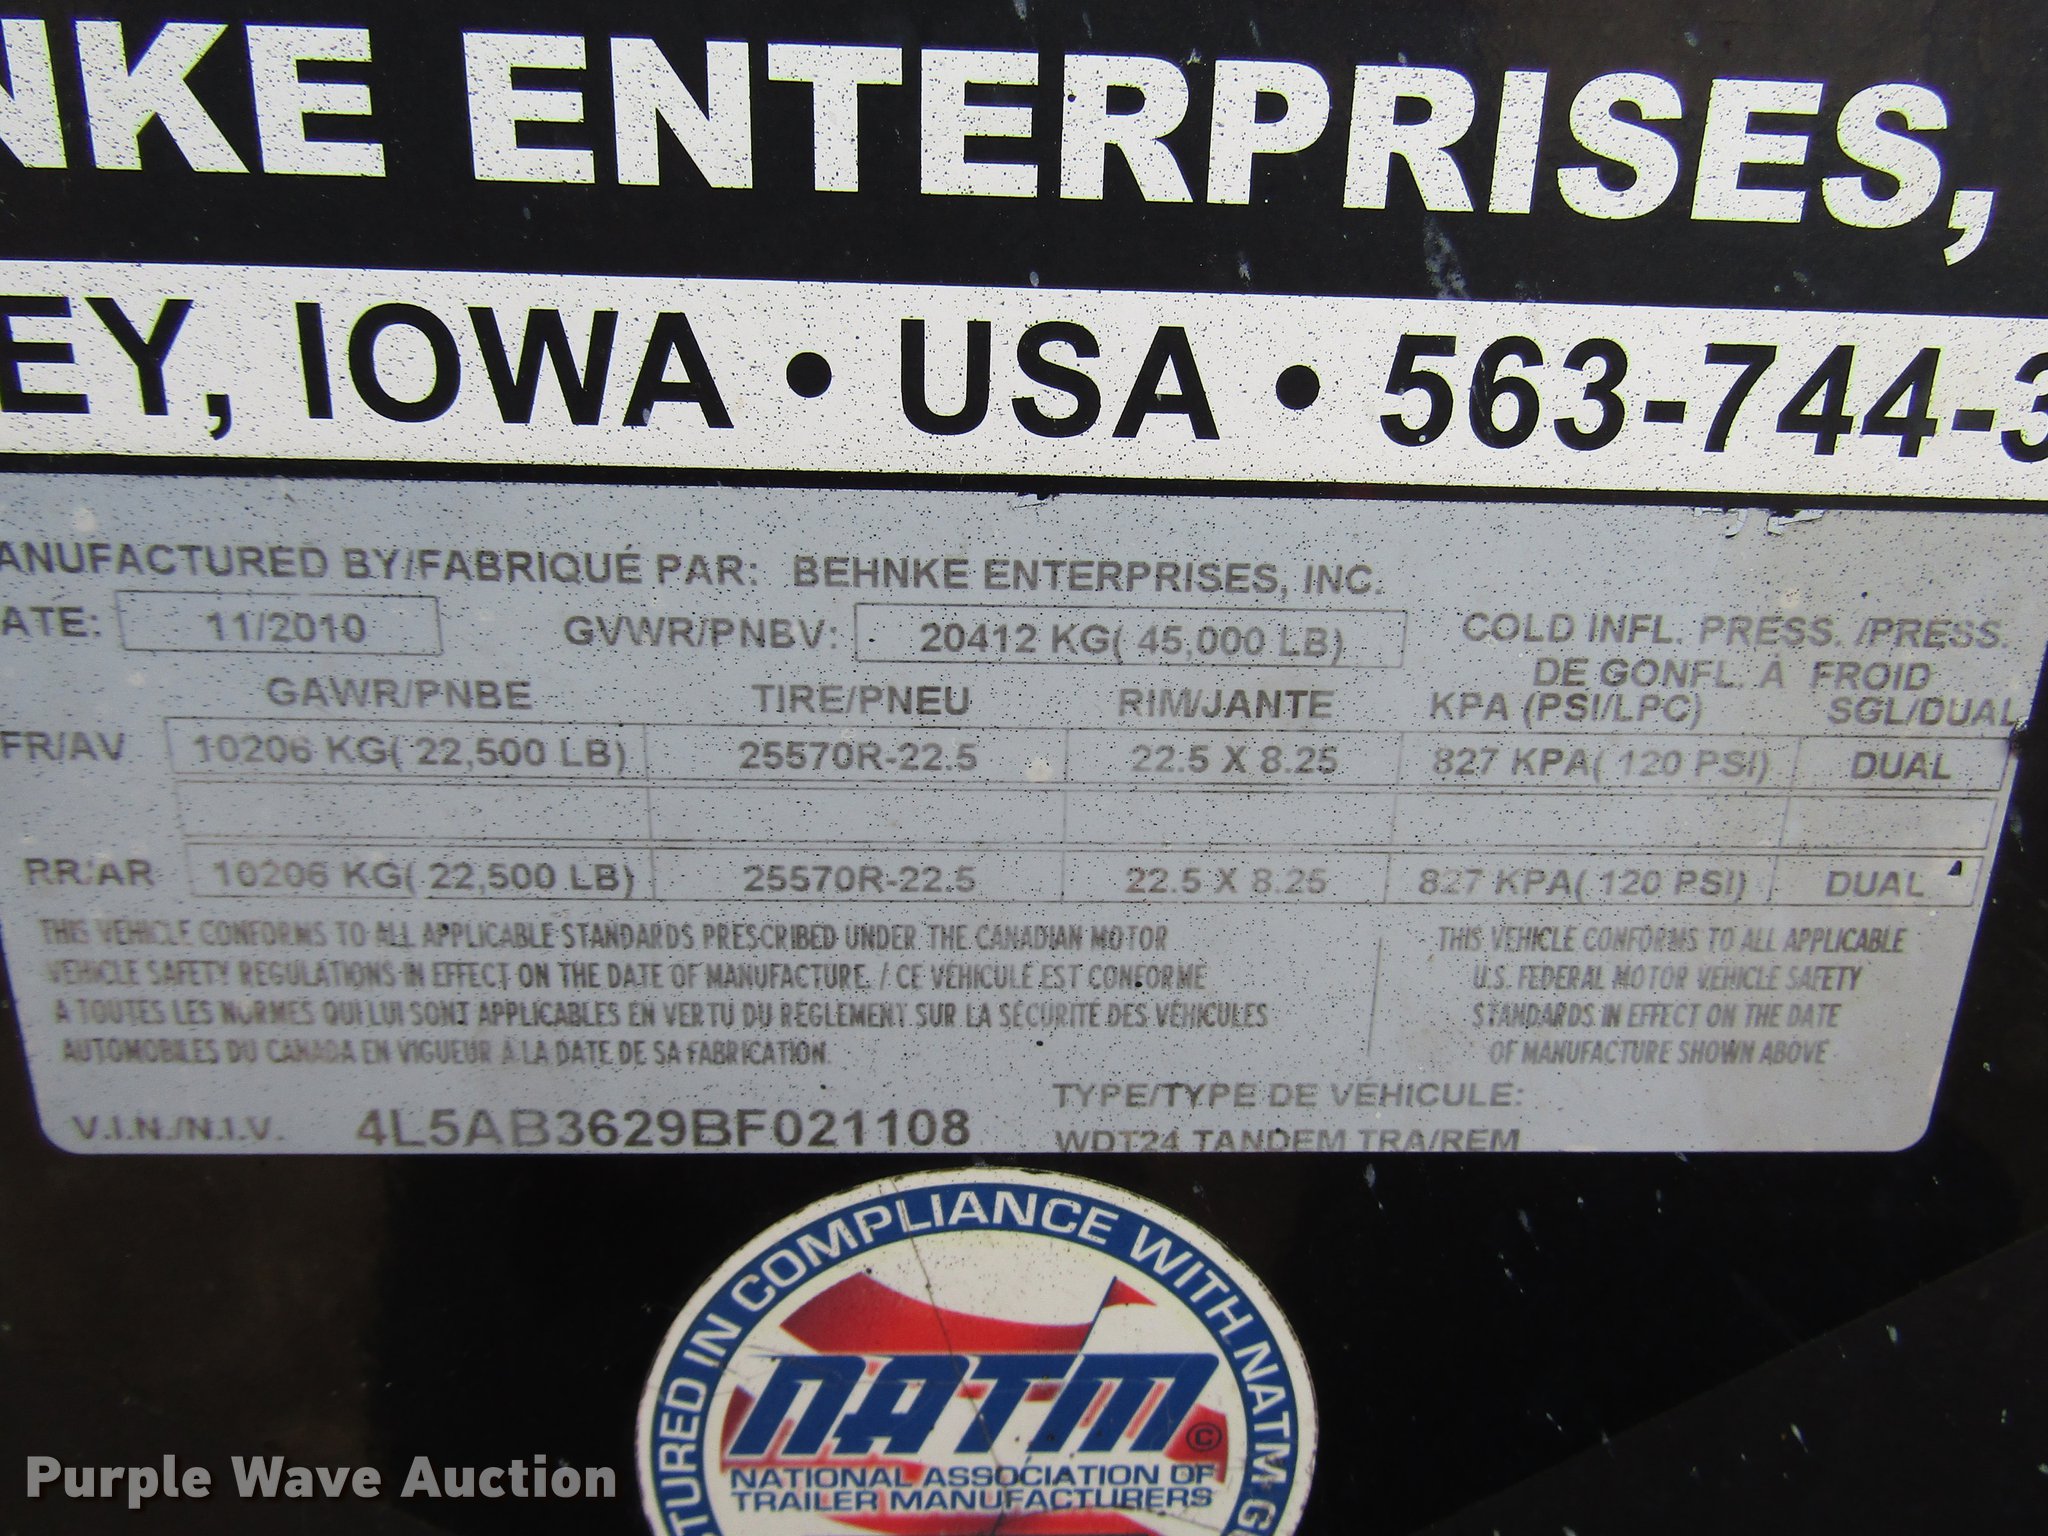 NKE ENTERPRISES,
EY, IOWA • USA • 563-744-3
ANUFACTURED BY/FABRIQUÉ PAR: BEHNKE ENTERPRISES, INC.
ATE: 11/2010 GVWR/PNBV: 20412 KG( 45,000 LB) COLD INFL. PRESS. /PRESS.
DE GONFL. À FROID
GAWR/PNBE TIRE/PNEU RIM/JANTE KPA (PSI/LPC) SGL/DUAL
FR/AV 10206 KG( 22,500 LB) 25570R-22.5 22.5 X 8.25 827 KPA( 120 PSI) DUAL
RR/AR 10206 KG( 22,500 LB) 25570R-22.5 22.5 X 8.25 827 KPA( 120 PSI) DUAL
THIS VEHICLE CONFORMS TO ALL APPLICABLE STANDARDS PRESCRIBED UNDER THE CANADIAN MOTOR
VEHICLE SAFETY REGULATIONS IN EFFECT ON THE DATE OF MANUFACTURE. / CE VÉHICULE EST CONFORME
A TOUTES LES NORMES QUI LUI SONT APPLICABLES EN VERTU DU RÈGLEMENT SUR LA SÉCURITÉ DES VÉHICULES
AUTOMOBILES DU CANADA EN VIGUEUR A LA DATE DE SA FABRICATION.
THIS VEHICLE CONFORMS TO ALL APPLICABLE
U.S. FEDERAL MOTOR VEHICLE SAFETY
STANDARDS IN EFFECT ON THE DATE
OF MANUFACTURE SHOWN ABOVE
V.I.N./N.I.V. 4L5AB3629BF021108
TYPE/TYPE DE VÉHICULE:
WDT24 TANDEM TRA/REM
TURED IN COMPLIANCE WITH NATM G
NATM ©
NATIONAL ASSOCIATION OF
TRAILER MANUFACTURERS
Purple Wave Auction